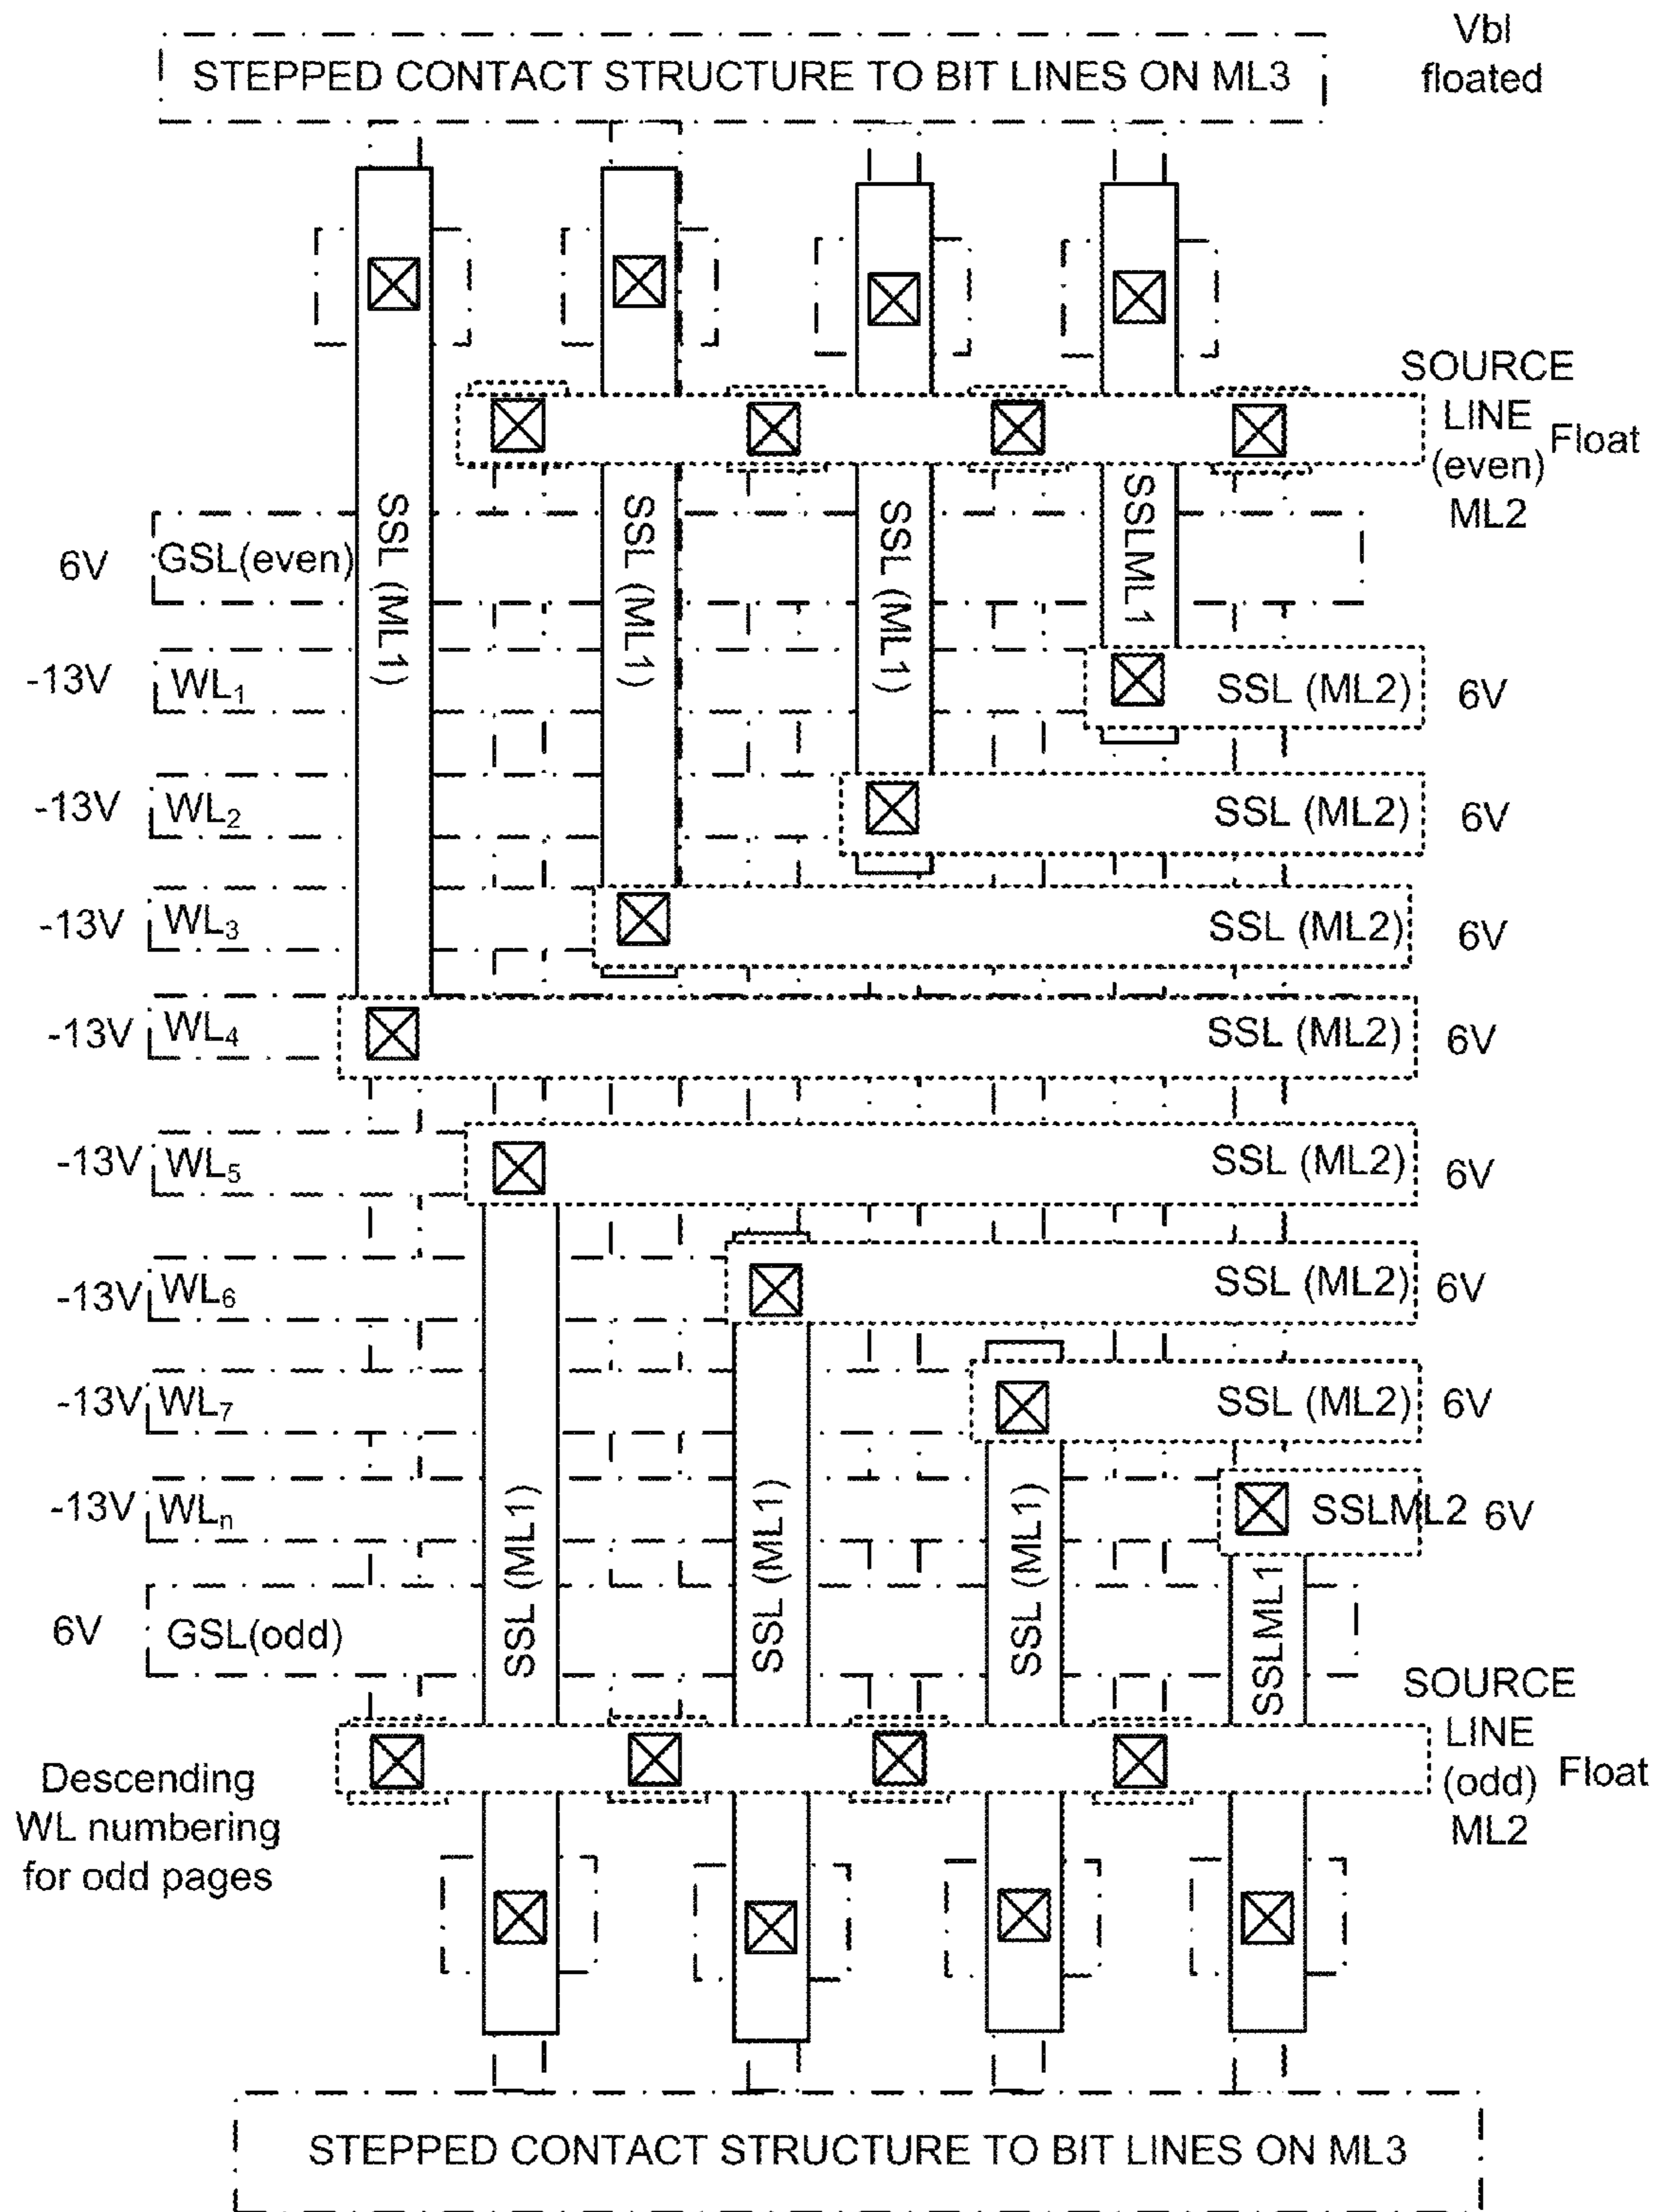 Vbl
floated
STEPPED CONTACT STRUCTURE TO BIT LINES ON ML3
SOURCE
LINE
(even)
ML2
Float
SSL (ML1)
SSL (ML1)
SSL (ML1)
SSLML1
6V GSL(even)
-13V WL1 SSL (ML2) 6V
-13V WL2 SSL (ML2) 6V
-13V WL3 SSL (ML2) 6V
-13V WL4 SSL (ML2) 6V
-13V WL5 SSL (ML2) 6V
-13V WL6 SSL (ML2) 6V
-13V WL7 SSL (ML2) 6V
-13V WLn SSLML2 6V
SSL (ML1)
SSL (ML1)
SSL (ML1)
SSLML1
6V GSL(odd)
SOURCE
LINE
(odd)
ML2
Float
Descending
WL numbering
for odd pages
STEPPED CONTACT STRUCTURE TO BIT LINES ON ML3